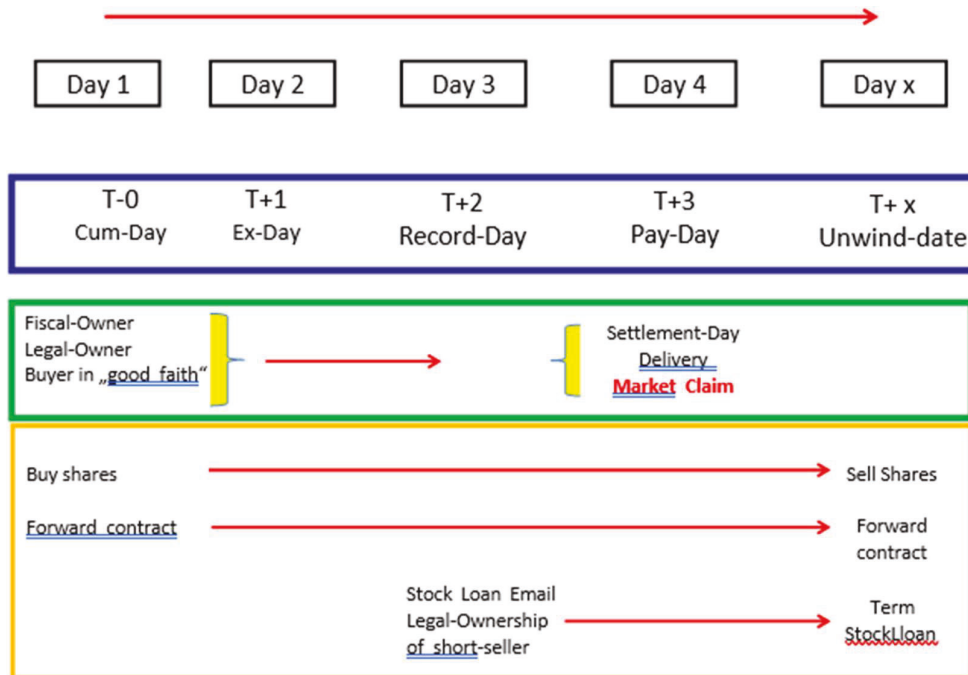 Day 1
Day 2
Day 3
Day 4
Day x
T-0
Cum-Day
T+1
Ex-Day
T+2
Record-Day
T+3
Pay-Day
T+ x
Unwind-date
Fiscal-Owner
Legal-Owner
Buyer in „good faith“
Settlement-Day
Delivery
Market Claim
Buy shares
Sell Shares
Forward contract
Forward
contract
Stock Loan Email
Legal-Ownership
of short-seller
Term
StockLloan